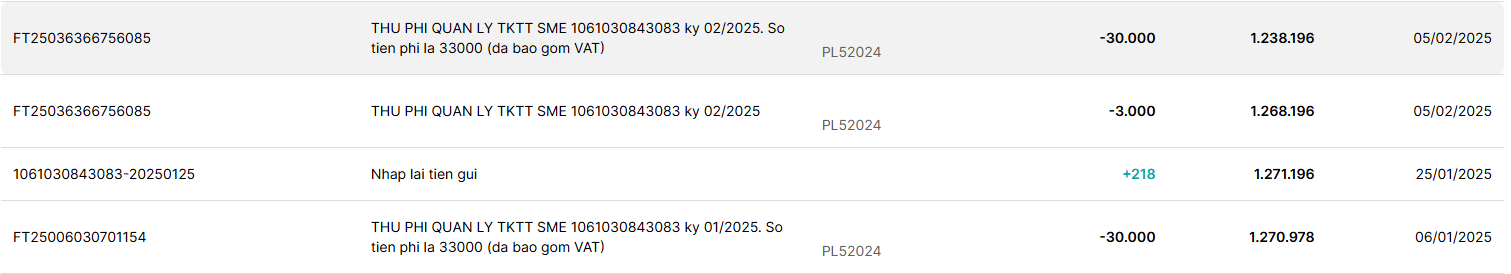 FT25036366756085
THU PHI QUAN LY TKTT SME 1061030843083 ky 02/2025. So
tien phi la 33000 (da bao gom VAT)
PL52024
-30.000
1.238.196
05/02/2025
FT25036366756085
THU PHI QUAN LY TKTT SME 1061030843083 ky 02/2025
PL52024
-3.000
1.268.196
05/02/2025
1061030843083-20250125
Nhap lai tien gui
+218
1.271.196
25/01/2025
FT25006030701154
THU PHI QUAN LY TKTT SME 1061030843083 ky 01/2025. So
tien phi la 33000 (da bao gom VAT)
PL52024
-30.000
1.270.978
06/01/2025